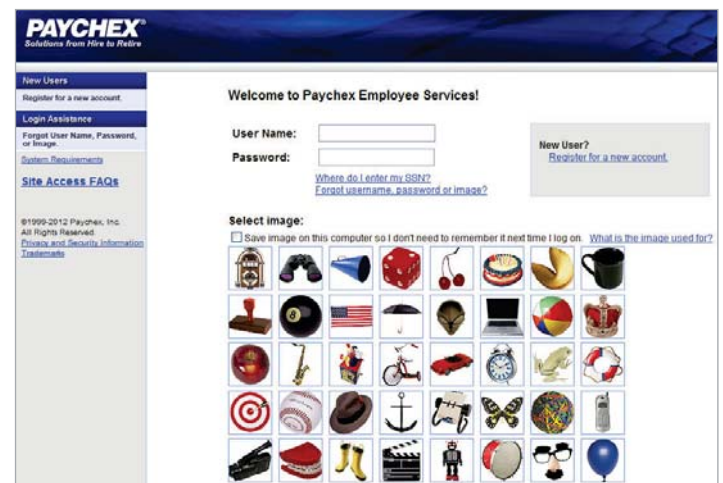 PAYCHEX®
Solutions from Hire to Retire
New Users
Register for a new account.
Login Assistance
Forgot User Name, Password,
or Image.
System Requirements
Site Access FAQs
©1999-2012 Paychex, Inc.
All Rights Reserved
Privacy and Security Information
Trademarks
Welcome to Paychex Employee Services!
User Name:
Password:
Where do I enter my SSN?
Forgot username, password or image?
New User?
Register for a new account.
Select image:
Save image on this computer so I don't need to remember it next time I log on. What is the image used for?
8